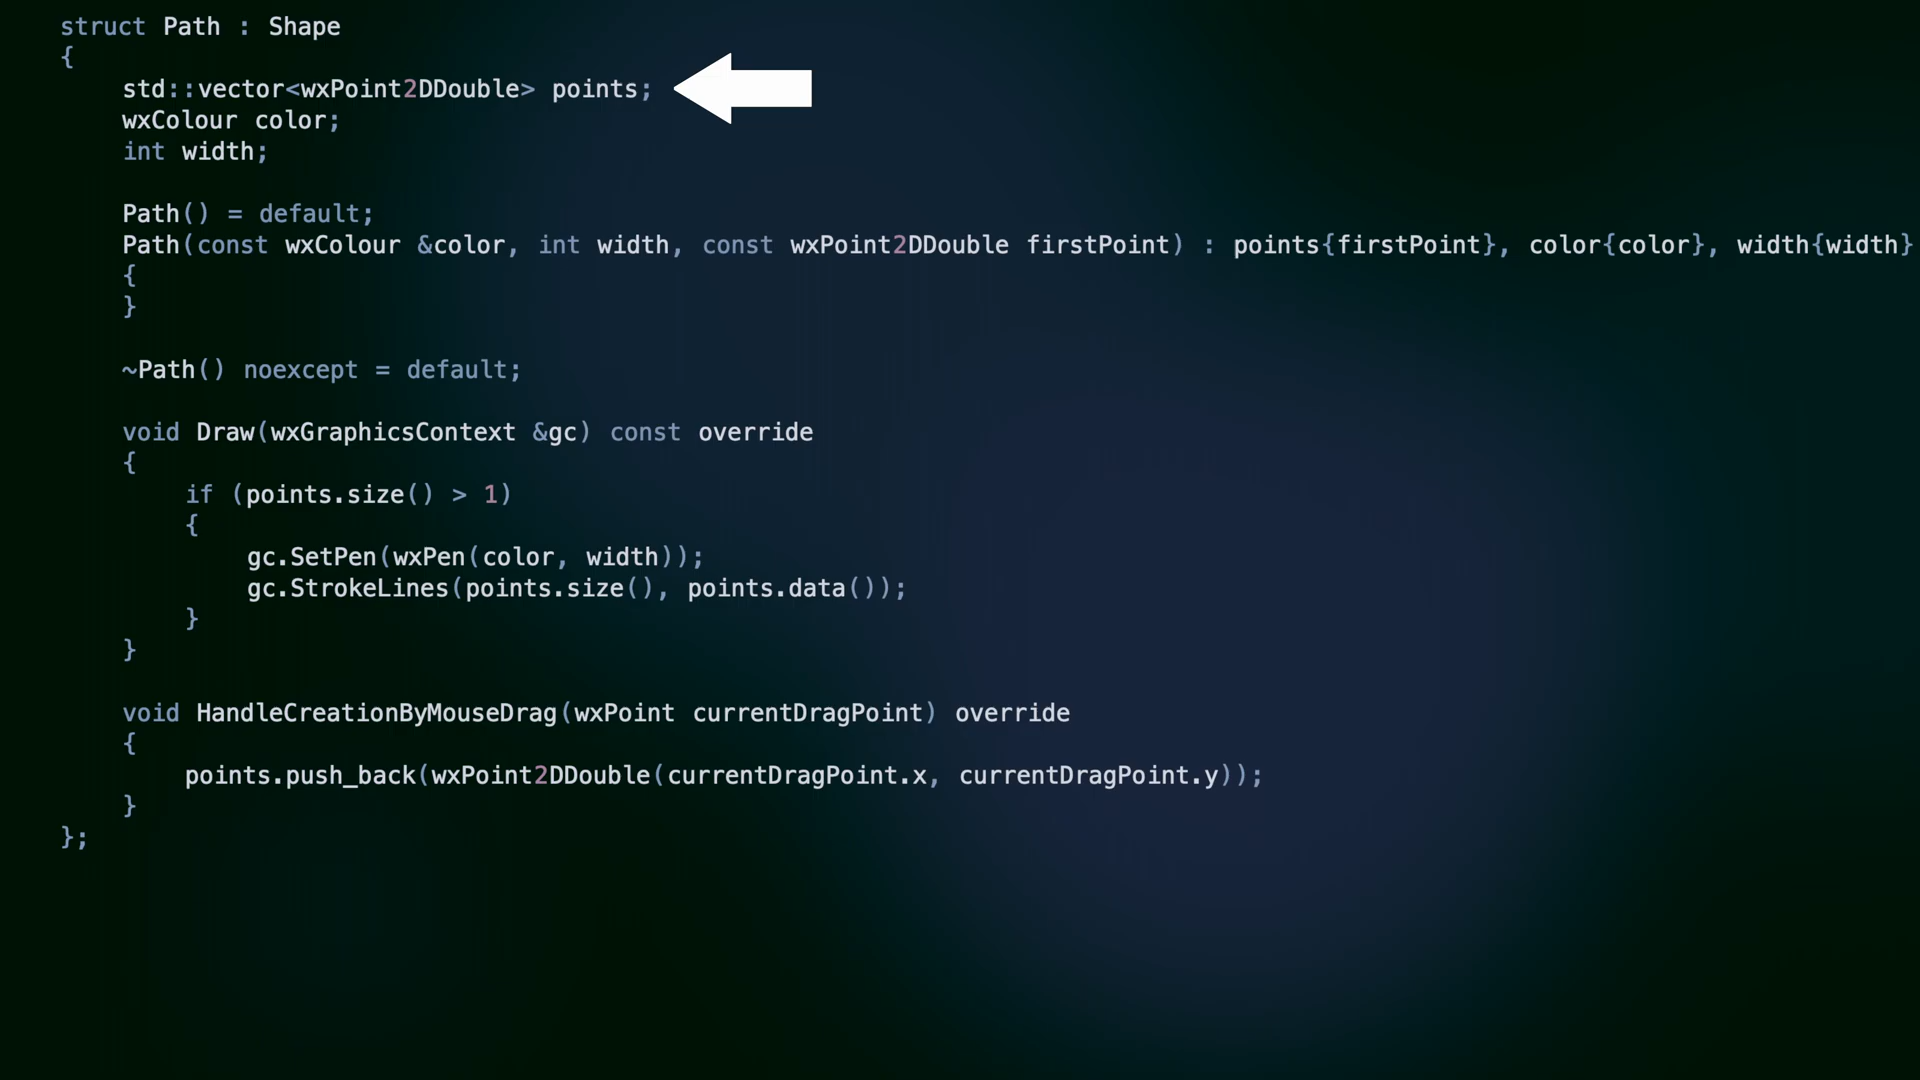 struct Path : Shape
{
std::vector<wxPoint2DDouble> points;
wxColour color;
int width;
Path() = default;
Path(const wxColour &color, int width, const wxPoint2DDouble firstPoint) : points{firstPoint}, color{color}, width{width}
{
}
~Path() noexcept = default;
void Draw(wxGraphicsContext &gc) const override
{
if (points.size() > 1)
{
gc.SetPen(wxPen(color, width));
gc.StrokeLines(points.size(), points.data());
}
}
void HandleCreationByMouseDrag(wxPoint currentDragPoint) override
{
points.push_back(wxPoint2DDouble(currentDragPoint.x, currentDragPoint.y));
}
};